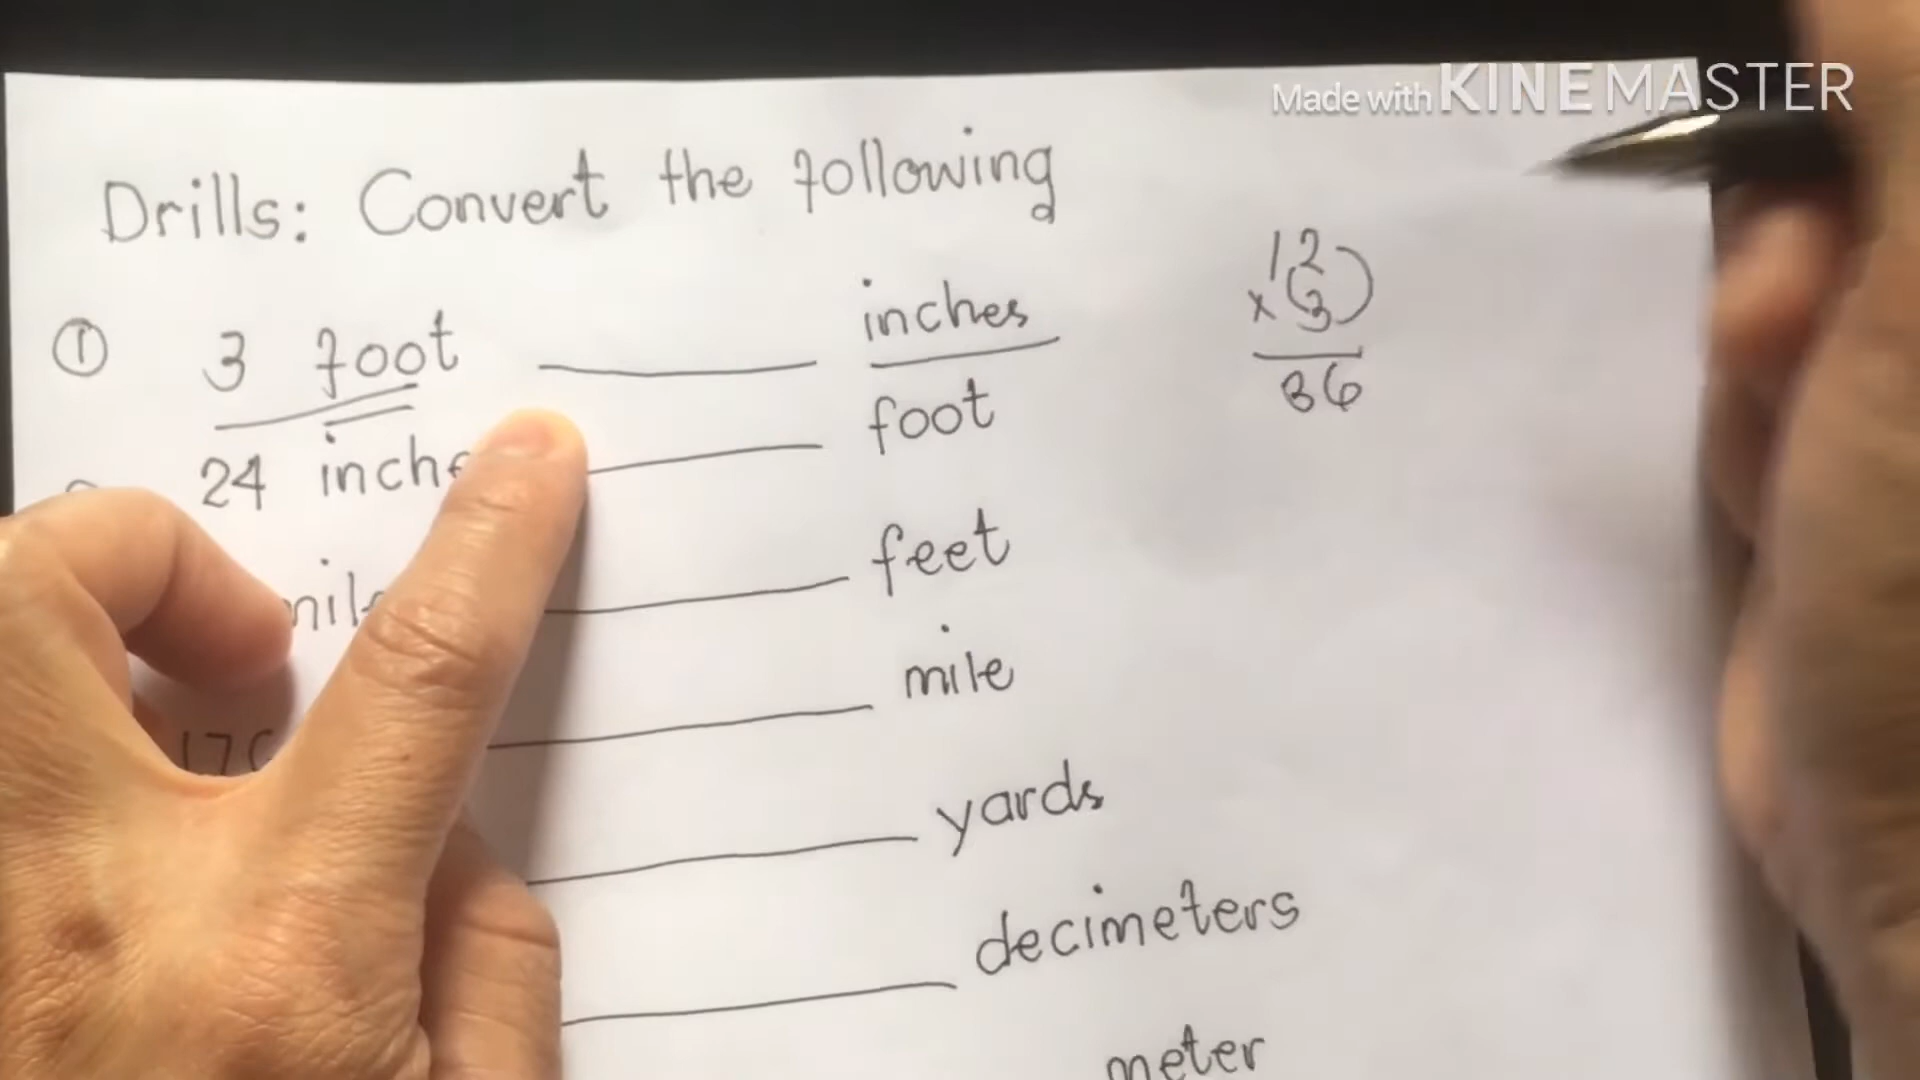 Made with KINEMASTER
Drills: Convert the following
① 3 foot ________ inches
24 ________ foot
________ feet
________ mile
________ yards
________ decimeters
meter
12
x 3
36